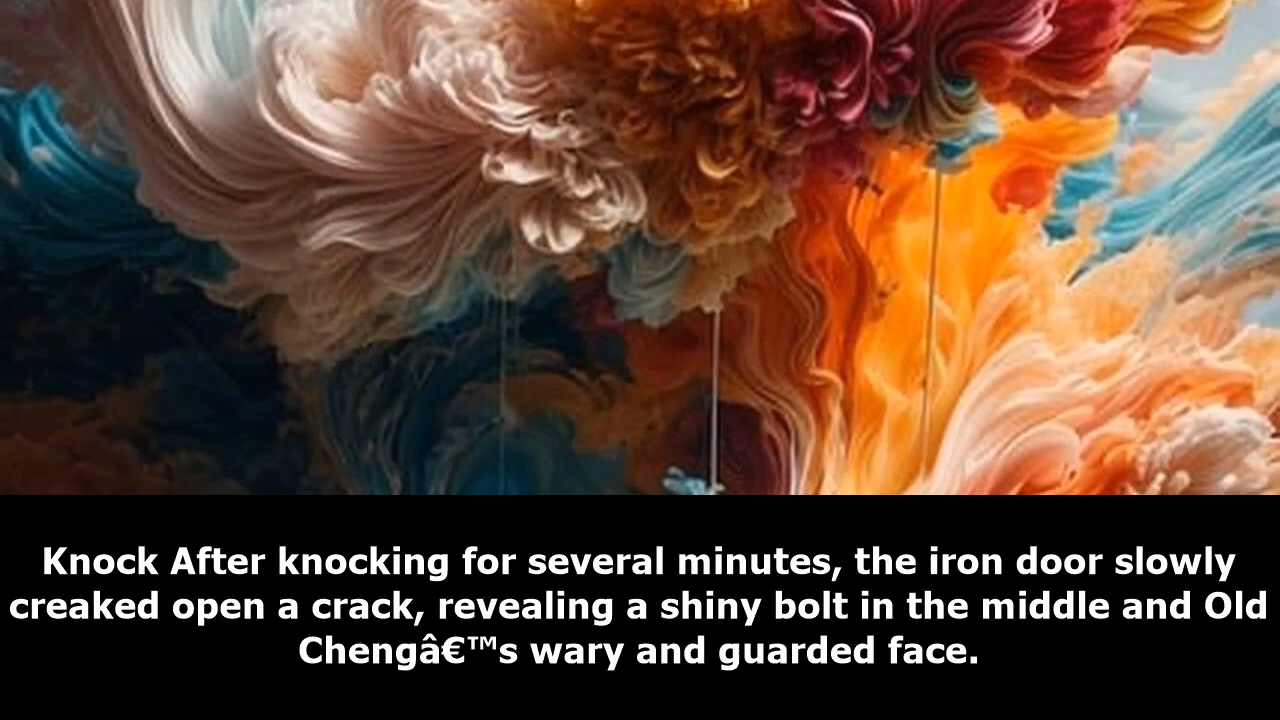 Knock After knocking for several minutes, the iron door slowly
creaked open a crack, revealing a shiny bolt in the middle and Old
Chengâ€™s wary and guarded face.